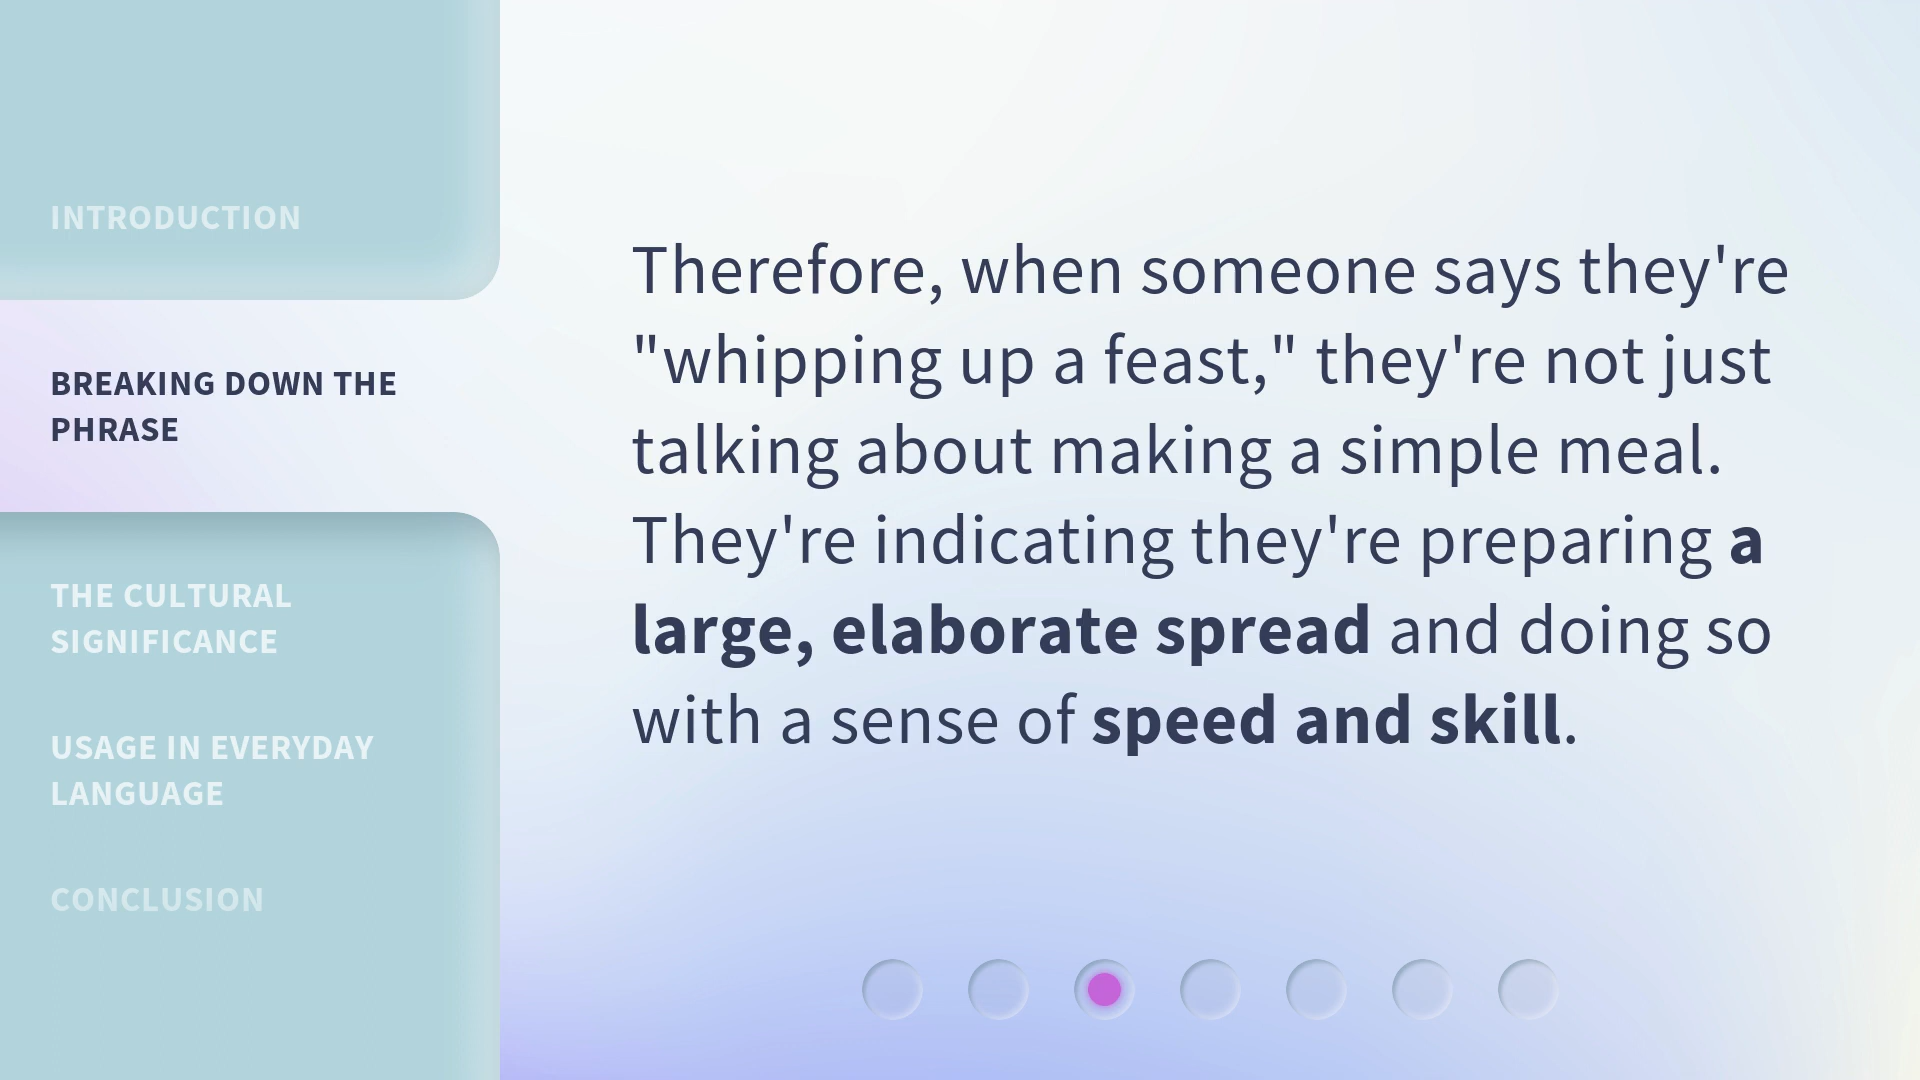 INTRODUCTION
BREAKING DOWN THE
PHRASE
THE CULTURAL
SIGNIFICANCE
USAGE IN EVERYDAY
LANGUAGE
CONCLUSION
Therefore, when someone says they're
"whipping up a feast," they're not just
talking about making a simple meal.
They're indicating they're preparing a
large, elaborate spread and doing so
with a sense of speed and skill.